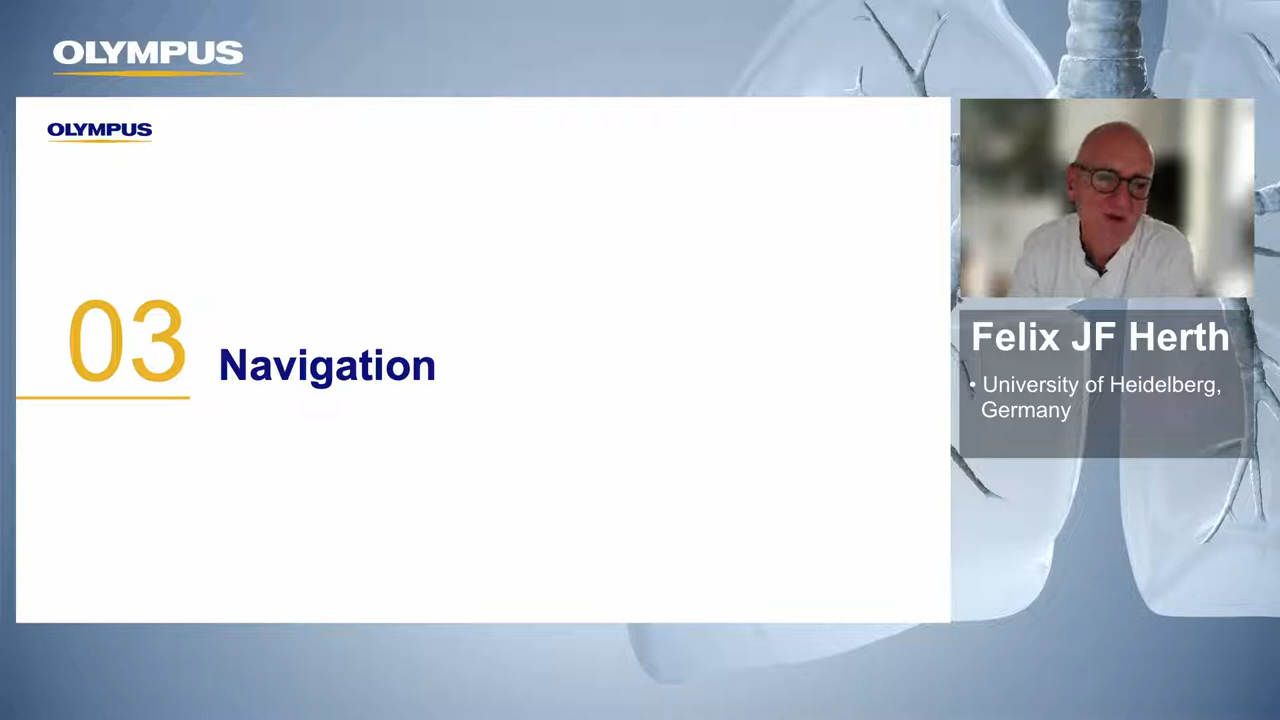 OLYMPUS
OLYMPUS
03 Navigation
Felix JF Herth
• University of Heidelberg,
Germany